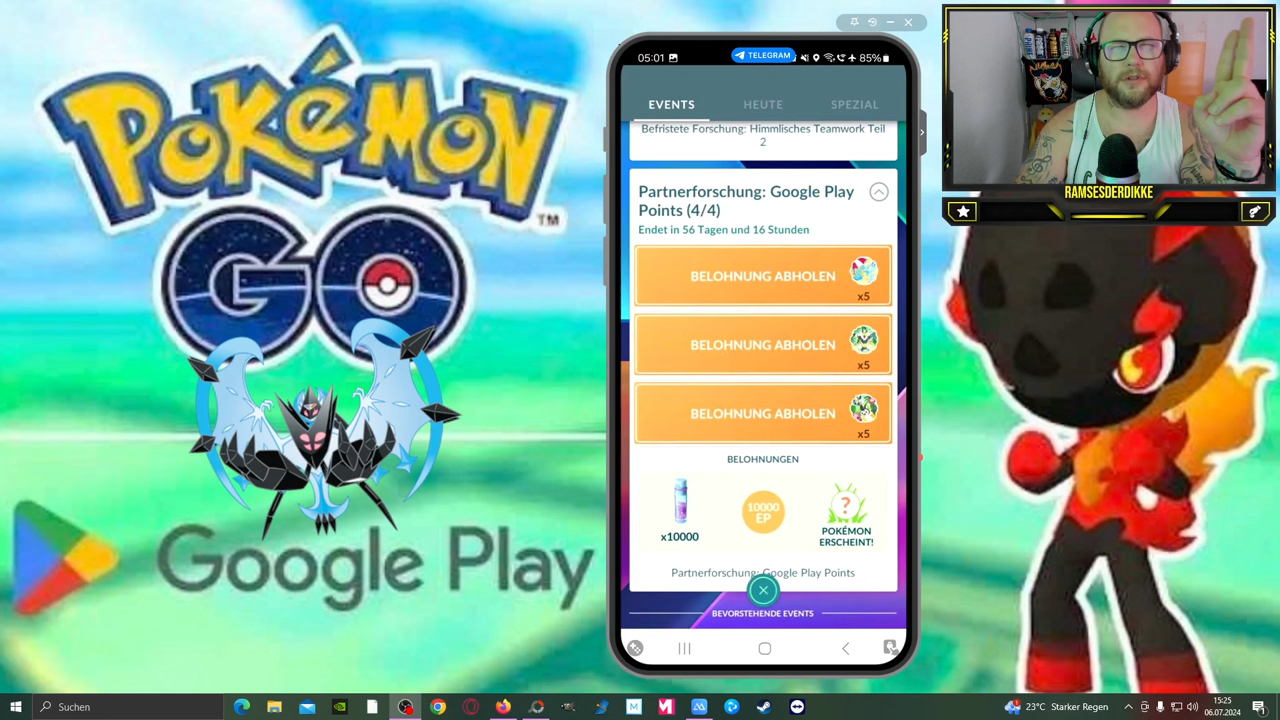 POKÉMON
GO
TM
Google Play
05:01
TELEGRAM
85%
EVENTS
HEUTE
SPEZIAL
Befristete Forschung: Himmlisches Teamwork Teil
2
Partnerforschung: Google Play
Points (4/4)
Endet in 56 Tagen und 16 Stunden
BELOHNUNG ABHOLEN
x5
BELOHNUNG ABHOLEN
x5
BELOHNUNG ABHOLEN
x5
BELOHNUNGEN
x10000
10000
EP
?
POKÉMON
ERSCHEINT!
Partnerforschung: Google Play Points
BEVORSTEHENDE EVENTS
RAMSESDERDIKKE
Suchen
23°C Starker Regen
15:25
06.07.2024